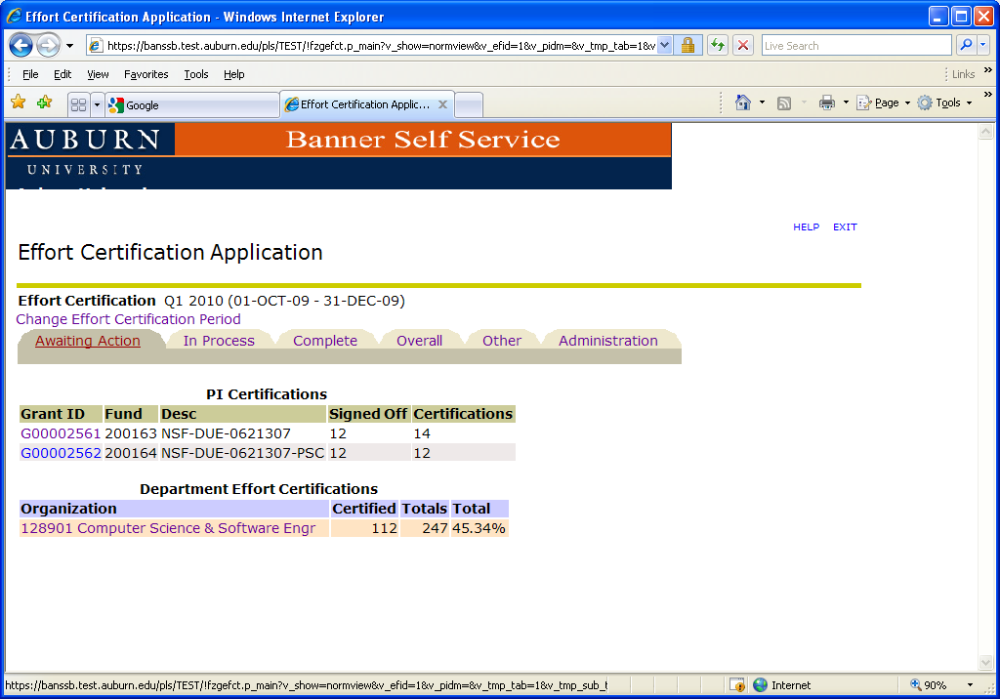 Effort Certification Application - Windows Internet Explorer
https://banssb.test.auburn.edu/pls/TEST/!fzgefct.p_main?v_show=normview&v_efid=1&v_pidm=&v_tmp_tab=1&v
Live Search
File Edit View Favorites Tools Help
Links »
Google
Effort Certification Applic...
Page Tools »
AUBURN
UNIVERSITY
Banner Self Service
HELP EXIT
Effort Certification Application
Effort Certification Q1 2010 (01-OCT-09 - 31-DEC-09)
Change Effort Certification Period
Awaiting Action In Process Complete Overall Other Administration
PI Certifications
Grant ID Fund Desc Signed Off Certifications
G00002561 200163 NSF-DUE-0621307 12 14
G00002562 200164 NSF-DUE-0621307-PSC 12 12
Department Effort Certifications
Organization Certified Totals Total
128901 Computer Science & Software Engr 112 247 45.34%
https://banssb.test.auburn.edu/pls/TEST/!fzgefct.p_main?v_show=normview&v_efid=1&v_pidm=&v_tmp_tab=1&v_tmp_sub_t
Internet
90%